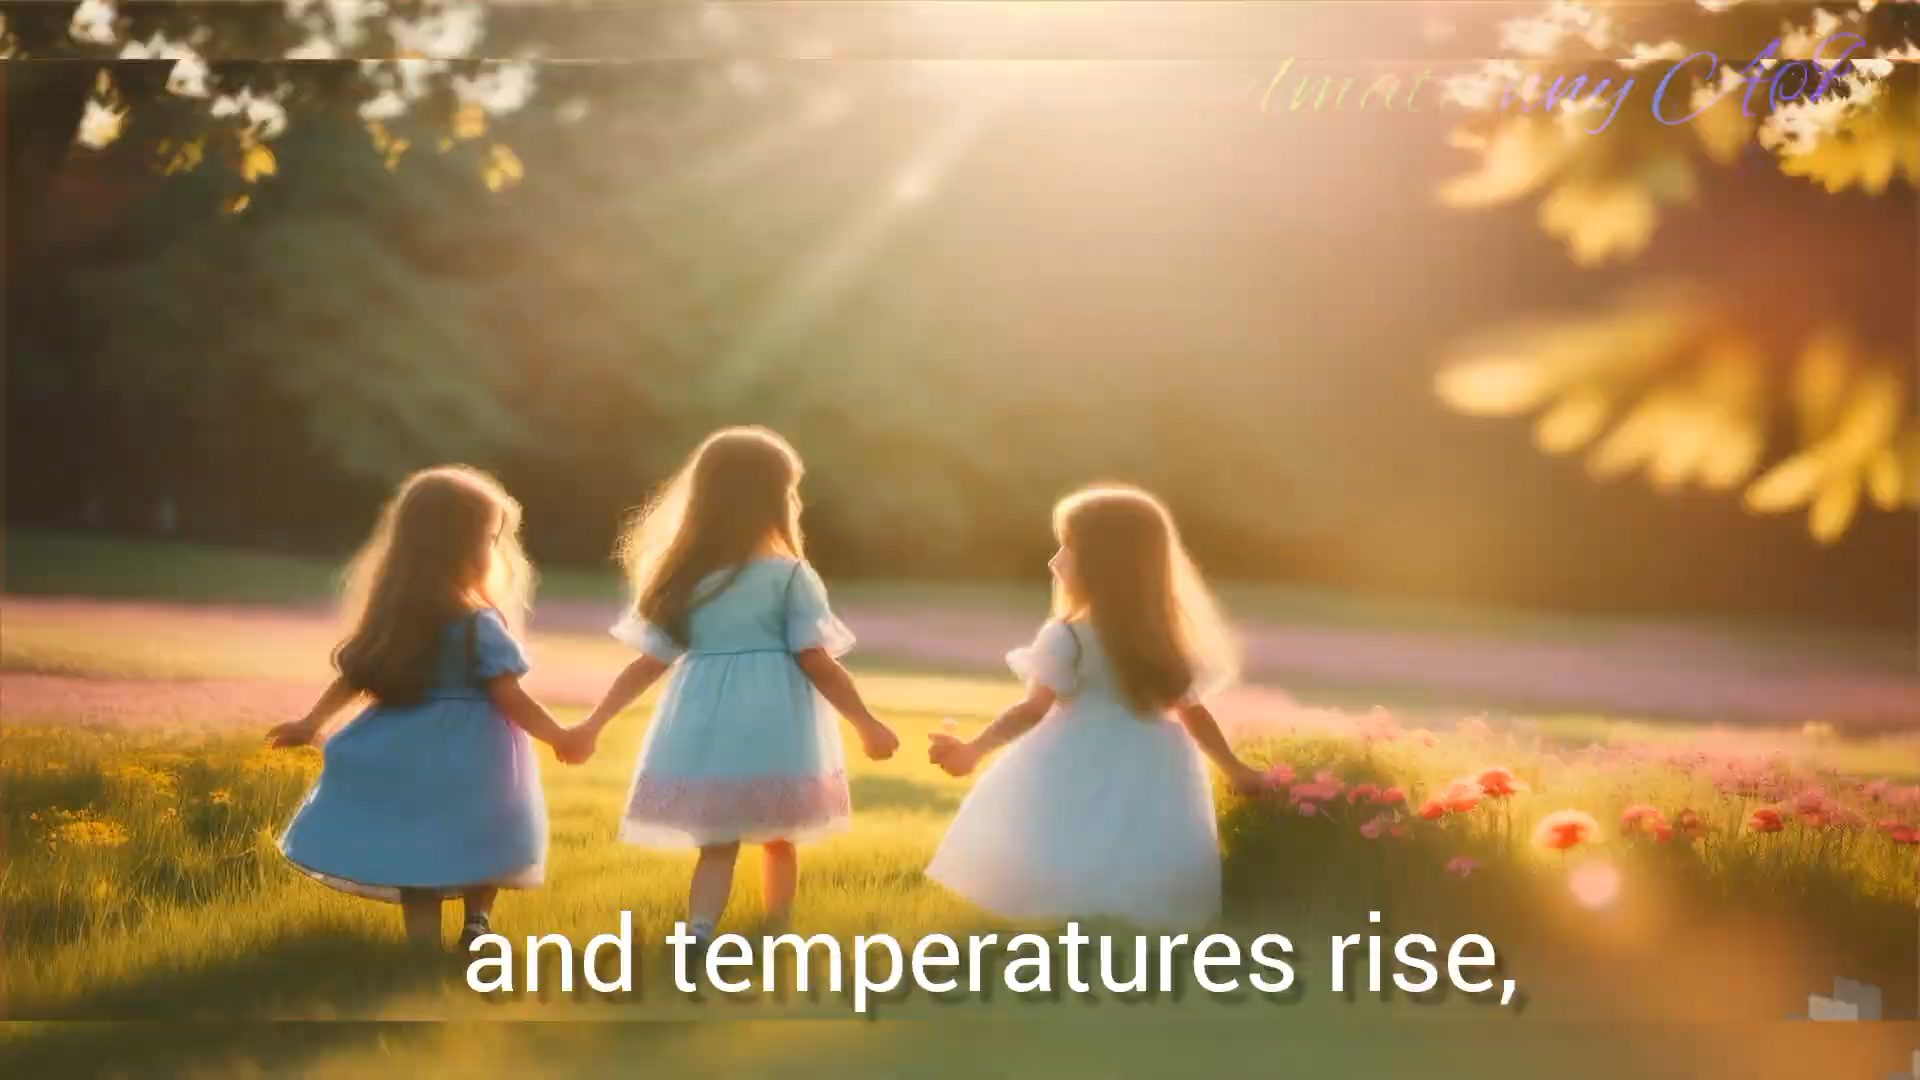 and temperatures rise,